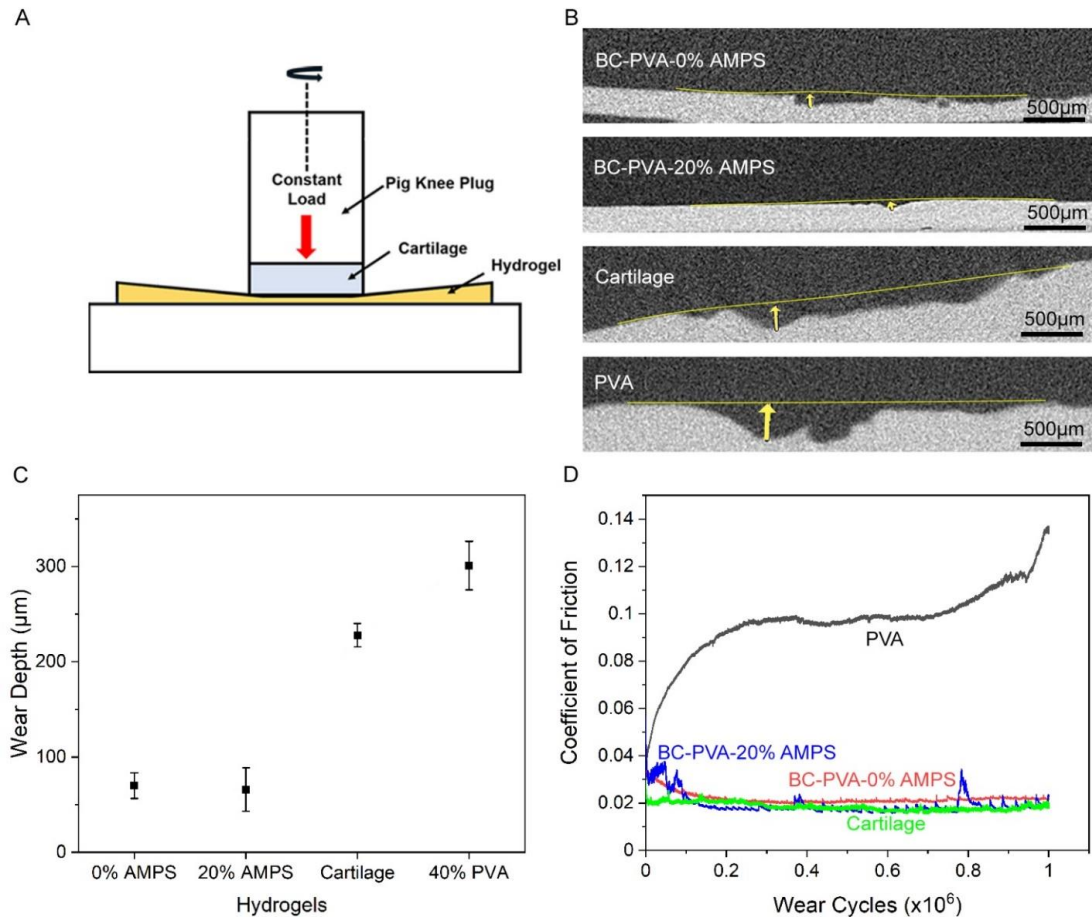 A
Constant
Load
Pig Knee Plug
Cartilage
Hydrogel
B
BC-PVA-0% AMPS
500µm
BC-PVA-20% AMPS
500µm
Cartilage
500µm
PVA
500µm
C
Wear Depth (µm)
300
200
100
0
0% AMPS
20% AMPS
Cartilage
40% PVA
Hydrogels
D
Coefficient of Friction
0.14
0.12
0.1
0.08
0.06
0.04
0.02
0
PVA
BC-PVA-20% AMPS
BC-PVA-0% AMPS
Cartilage
0 0.2 0.4 0.6 0.8 1
Wear Cycles (x10⁶)